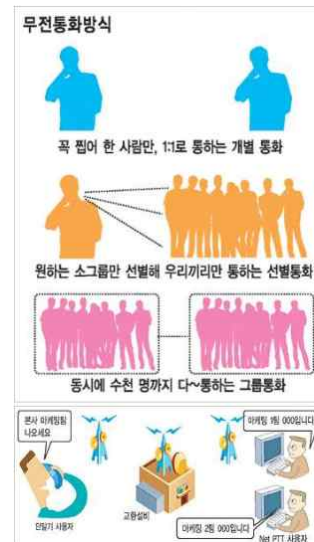 무전통화방식
꼭 찝어 한 사람만, 1:1로 통하는 개별 통화
원하는 소그룹만 선별해 우리끼리만 통하는 선별통화
동시에 수천 명까지 다~통하는 그룹통화
본사 마케팅팀
나오세요
마케팅 1팀 000입니다
단말기 사용자
교환설비
마케팅 2팀 000입니다
Net PTT 사용자